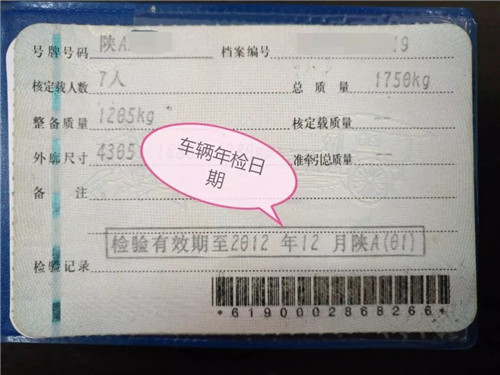 号牌号码 陕A 档案编号 9
核定载人数 7人 总 质 量 1750kg
整备质量 1205kg 核定载质量
外廓尺寸 4305 准牵引总质量
车辆年检日
期
备 注
检验有效期至2012 年12 月陕A(01)
检验记录
*6190002868266*